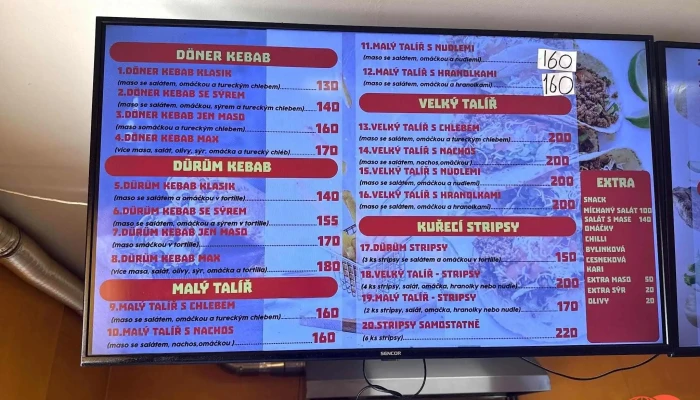 DÖNER KEBAB
1.DÖNER KEBAB KLASIK
(maso se salátem, omáčkou a tureckým chlebem) 130
2.DÖNER KEBAB SE SÝREM
(maso se salátem, omáčkou, sýrem a tureckým chlebem) 140
3.DÖNER KEBAB JEN MASO
(maso somáčkou a tureckým chlebem) 160
4.DÖNER KEBAB MAX
(více masa, salát, olivy, sýr, omáčka a turecký chléb) 170
DÜRÜM KEBAB
5.DÜRÜM KEBAB KLASIK
(maso se salátem a omáčkou v tortille) 140
6.DÜRÜM KEBAB SE SÝREM
(maso se salátem, omáčkou a sýrem v tortille) 155
7.DÜRÜM KEBAB JEN MASO
(maso smáčkou v tortille) 170
8.DÜRÜM KEBAB MAX
(více masa, salát, olivy, sýr, omáčka v tortille) 180
MALÝ TALÍŘ
9.MALÝ TALÍŘ S CHLEBEM
(maso se salátem, omáčkou a tureckým chlebem) 160
10.MALÝ TALÍŘ S NACHOS
(maso se salátem, nachos,omáčkou) 160
11.MALÝ TALÍŘ S NUDLEMI
(maso se salátem, omáčkou a nudlemi) 160
12.MALÝ TALÍŘ S HRANOLKAMI
(maso se salátem, omáčkou a hranolkami) 160
VELKÝ TALÍŘ
13.VELKÝ TALÍŘ S CHLEBEM
(maso se salátem, omáčkou a tureckým chlebem) 200
14.VELKÝ TALÍŘ S NACHOS
(maso se salátem, nachos,omáčkou) 200
15.VELKÝ TALÍŘ S NUDLEMI
(maso se salátem, omáčkou a nudlemi) 200
16.VELKÝ TALÍŘ S HRANOLKAMI
(maso se salátem, omáčkou a hranolkami) 200
KUŘECÍ STRIPSY
17.DÜRÜM STRIPSY
(3 ks stripsy se salátem, omáčkou v tortille) 150
18.VELKÝ TALÍŘ - STRIPSY
(4 ks stripsy, salát, omáčka, hranolky nebo nudle) 200
19.MALÝ TALÍŘ - STRIPSY
(2 ks stripsy, salát, omačka, hranolky nebo nudle) 170
20.STRIPSY SAMOSTATNĚ
(6 ks stripsy) 220
EXTRA
SNACK
MÍCHANÝ SALÁT 100
SALÁT S MASE 140
OMÁČKY
CHILLI
BYLINKOVÁ
ČESNEKOVÁ
KARI
EXTRA MASO 50
EXTRA SÝR 20
OLIVY 20
SENCOR